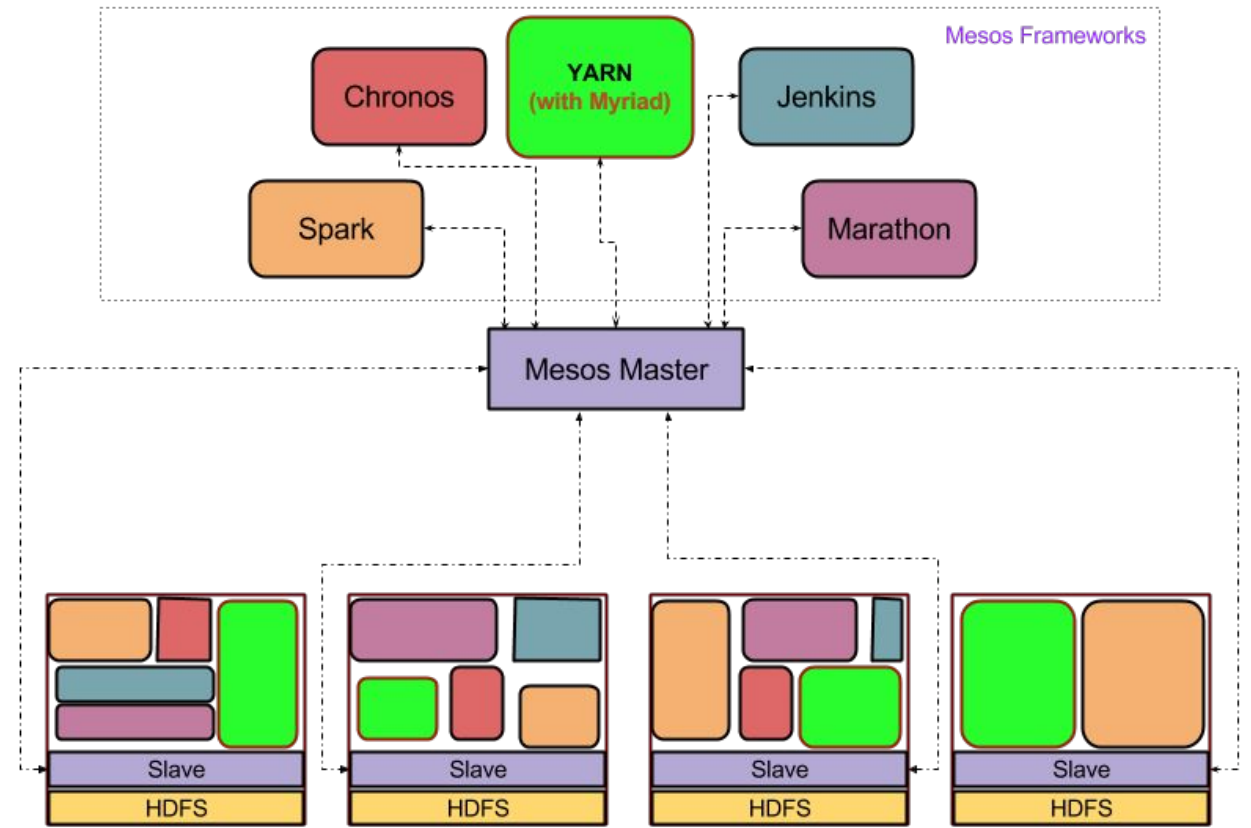 Mesos Frameworks
Chronos
YARN
(with Myriad)
Jenkins
Spark
Marathon
Mesos Master
Slave
Slave
Slave
Slave
HDFS
HDFS
HDFS
HDFS